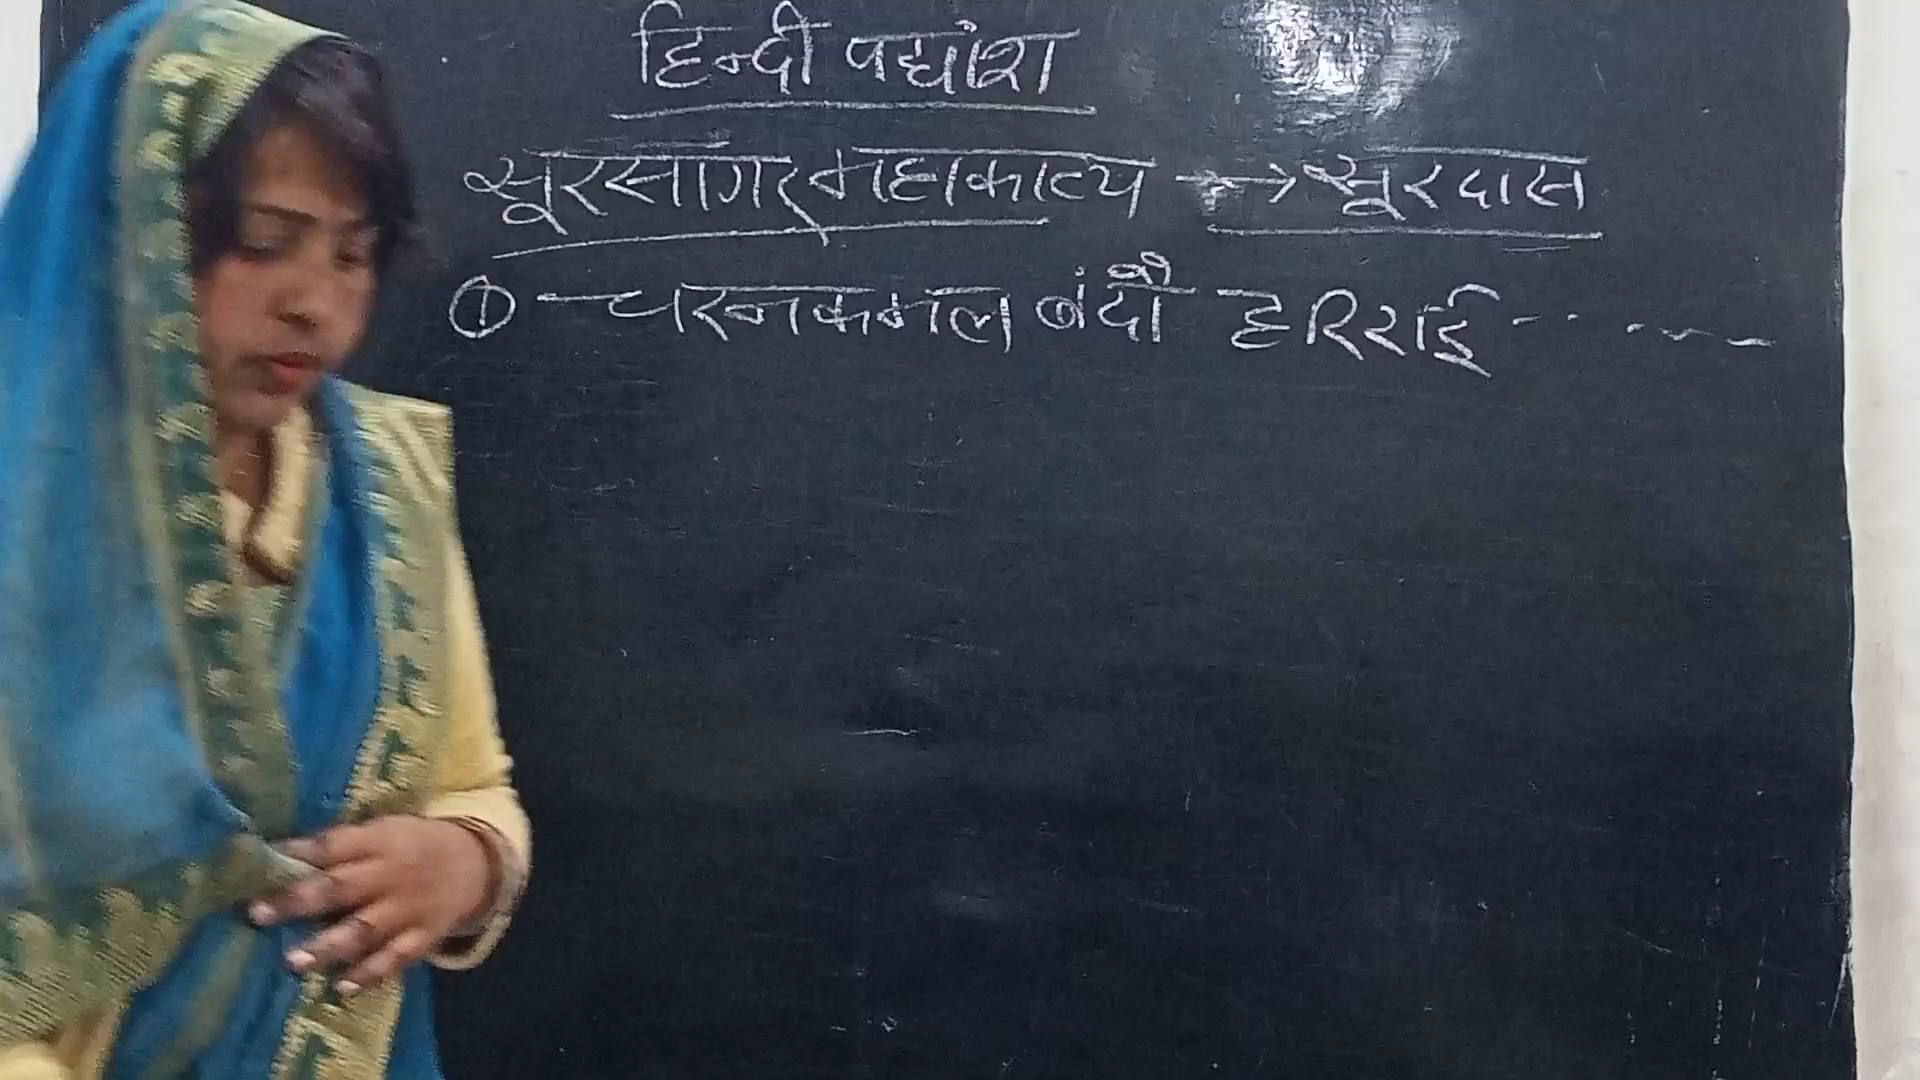 हिन्दी पद्यांश
सूरसागर महाकाव्य → सूरदास
① चरनकमल बंदौ हरिराई - - - - - -